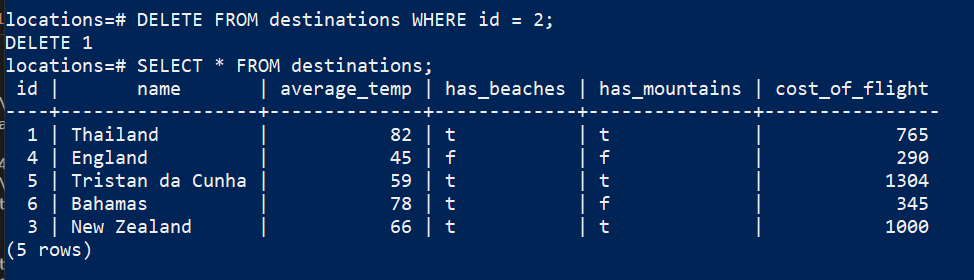 locations=# DELETE FROM destinations WHERE id = 2;
DELETE 1
locations=# SELECT * FROM destinations;
 id |       name       | average_temp | has_beaches | has_mountains | cost_of_flight
----+------------------+--------------+-------------+---------------+----------------
  1 | Thailand         |           82 | t           | t             |            765
  4 | England          |           45 | f           | f             |            290
  5 | Tristan da Cunha |           59 | t           | t             |           1304
  6 | Bahamas          |           78 | t           | f             |            345
  3 | New Zealand      |           66 | t           | t             |           1000
(5 rows)